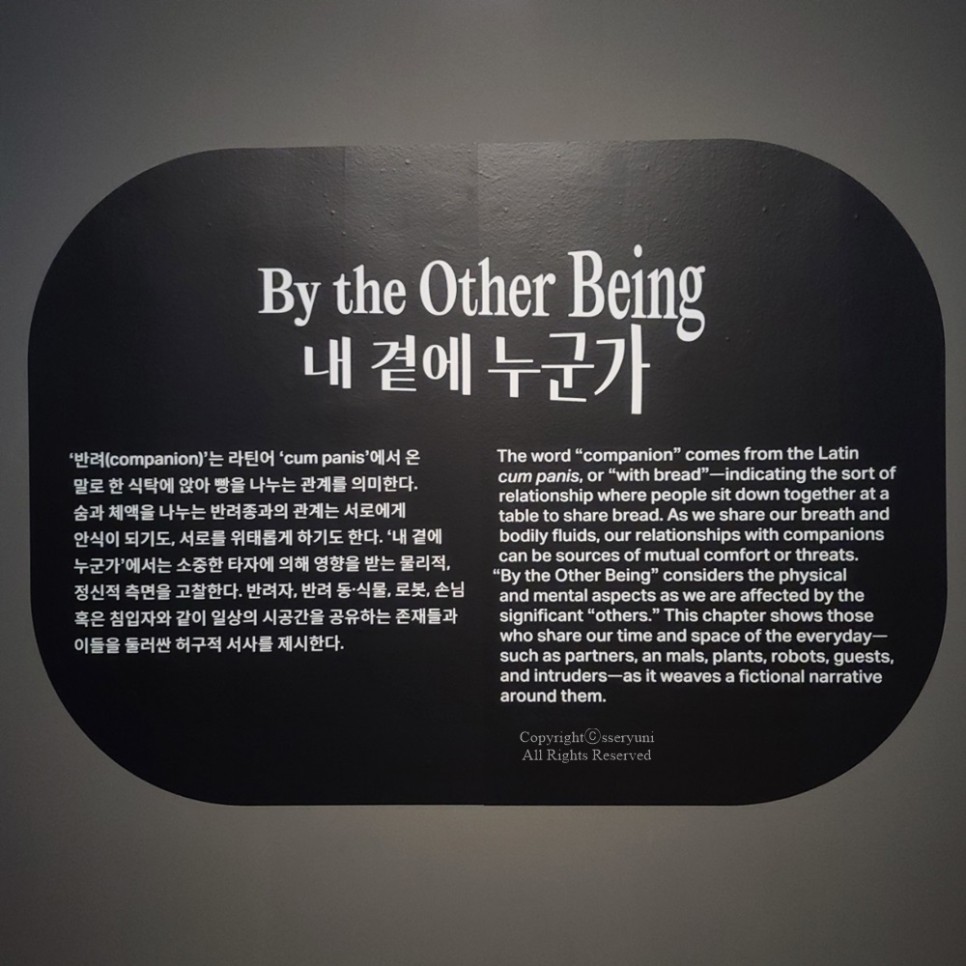 By the Other Being
내 곁에 누군가
‘반려(companion)’는 라틴어 ‘cum panis’에서 온
말로 한 식탁에 앉아 빵을 나누는 관계를 의미한다.
숨과 체액을 나누는 반려종과의 관계는 서로에게
안식이 되기도, 서로를 위태롭게 하기도 한다. ‘내 곁에
누군가’에서는 소중한 타자에 의해 영향을 받는 물리적,
정신적 측면을 고찰한다. 반려자, 반려 동·식물, 로봇, 손님
혹은 침입자와 같이 일상의 시공간을 공유하는 존재들과
이들을 둘러싼 허구적 서사를 제시한다.
The word “companion” comes from the Latin
cum panis, or “with bread”—indicating the sort of
relationship where people sit down together at a
table to share bread. As we share our breath and
bodily fluids, our relationships with companions
can be sources of mutual comfort or threats.
“By the Other Being” considers the physical
and mental aspects as we are affected by the
significant “others.” This chapter shows those
who share our time and space of the everyday—
such as partners, an mals, plants, robots, guests,
and intruders—as it weaves a fictional narrative
around them.
Copyrightⓒsseryuni
All Rights Reserved